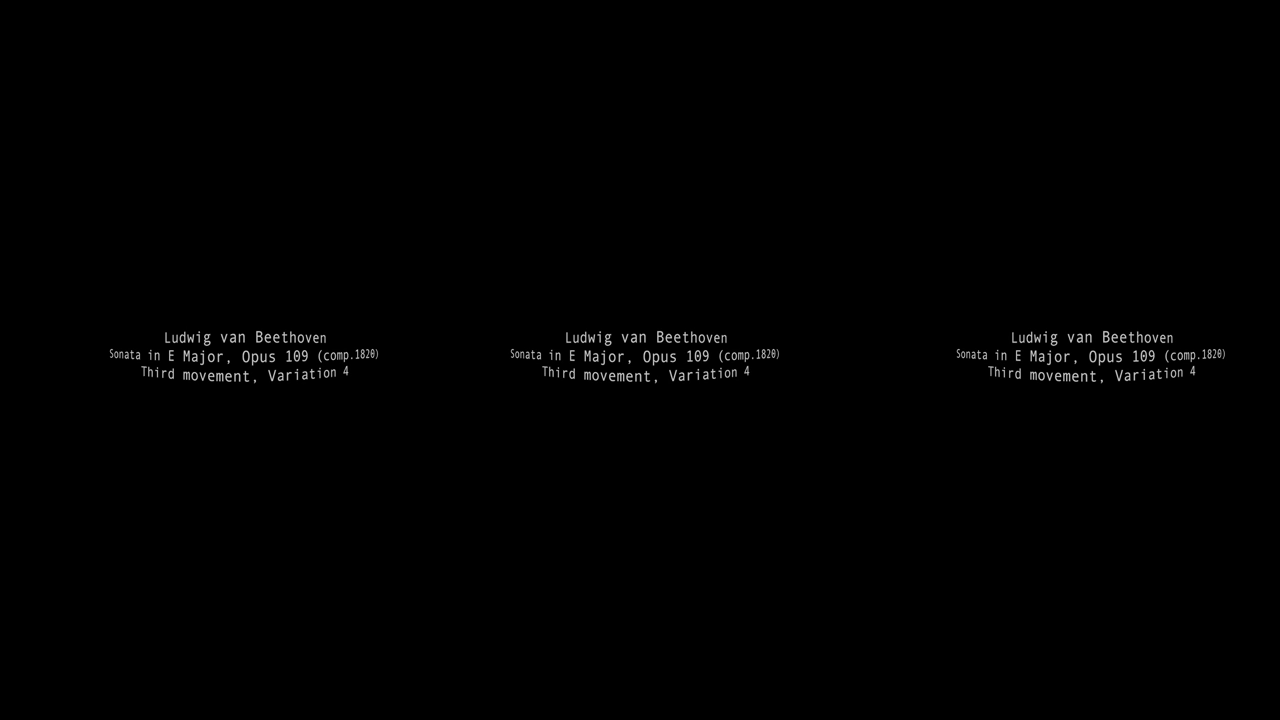 Ludwig van Beethoven
Sonata in E Major, Opus 109 (comp.1820)
Third movement, Variation 4
Ludwig van Beethoven
Sonata in E Major, Opus 109 (comp.1820)
Third movement, Variation 4
Ludwig van Beethoven
Sonata in E Major, Opus 109 (comp.1820)
Third movement, Variation 4